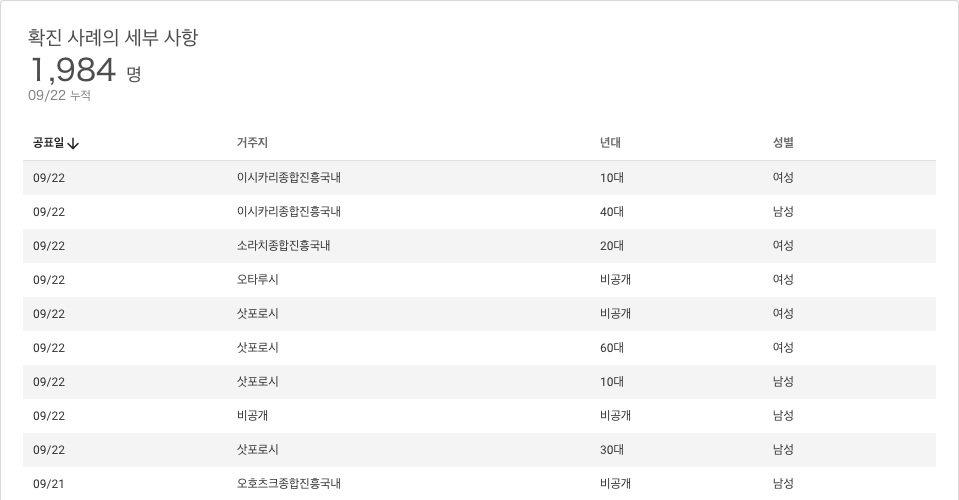 확진 사례의 세부 사항
1,984 명
09/22 누적
공표일 거주지 년대 성별
09/22 이시카리종합진흥국내 10대 여성
09/22 이시카리종합진흥국내 40대 남성
09/22 소라치종합진흥국내 20대 여성
09/22 오타루시 비공개 여성
09/22 삿포로시 비공개 여성
09/22 삿포로시 60대 여성
09/22 삿포로시 10대 남성
09/22 비공개 비공개 남성
09/22 삿포로시 30대 남성
09/21 오호츠크종합진흥국내 비공개 남성